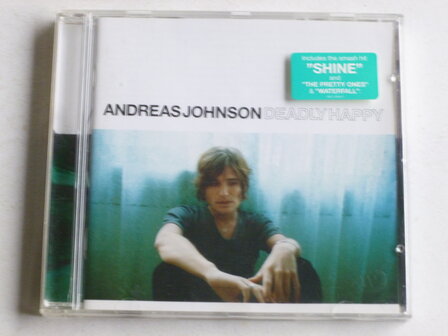 Includes the smash hit
"SHINE"
and
"THE PRETTY ONES"
& "WATERFALL"
ANDREAS JOHNSON DEADLY HAPPY